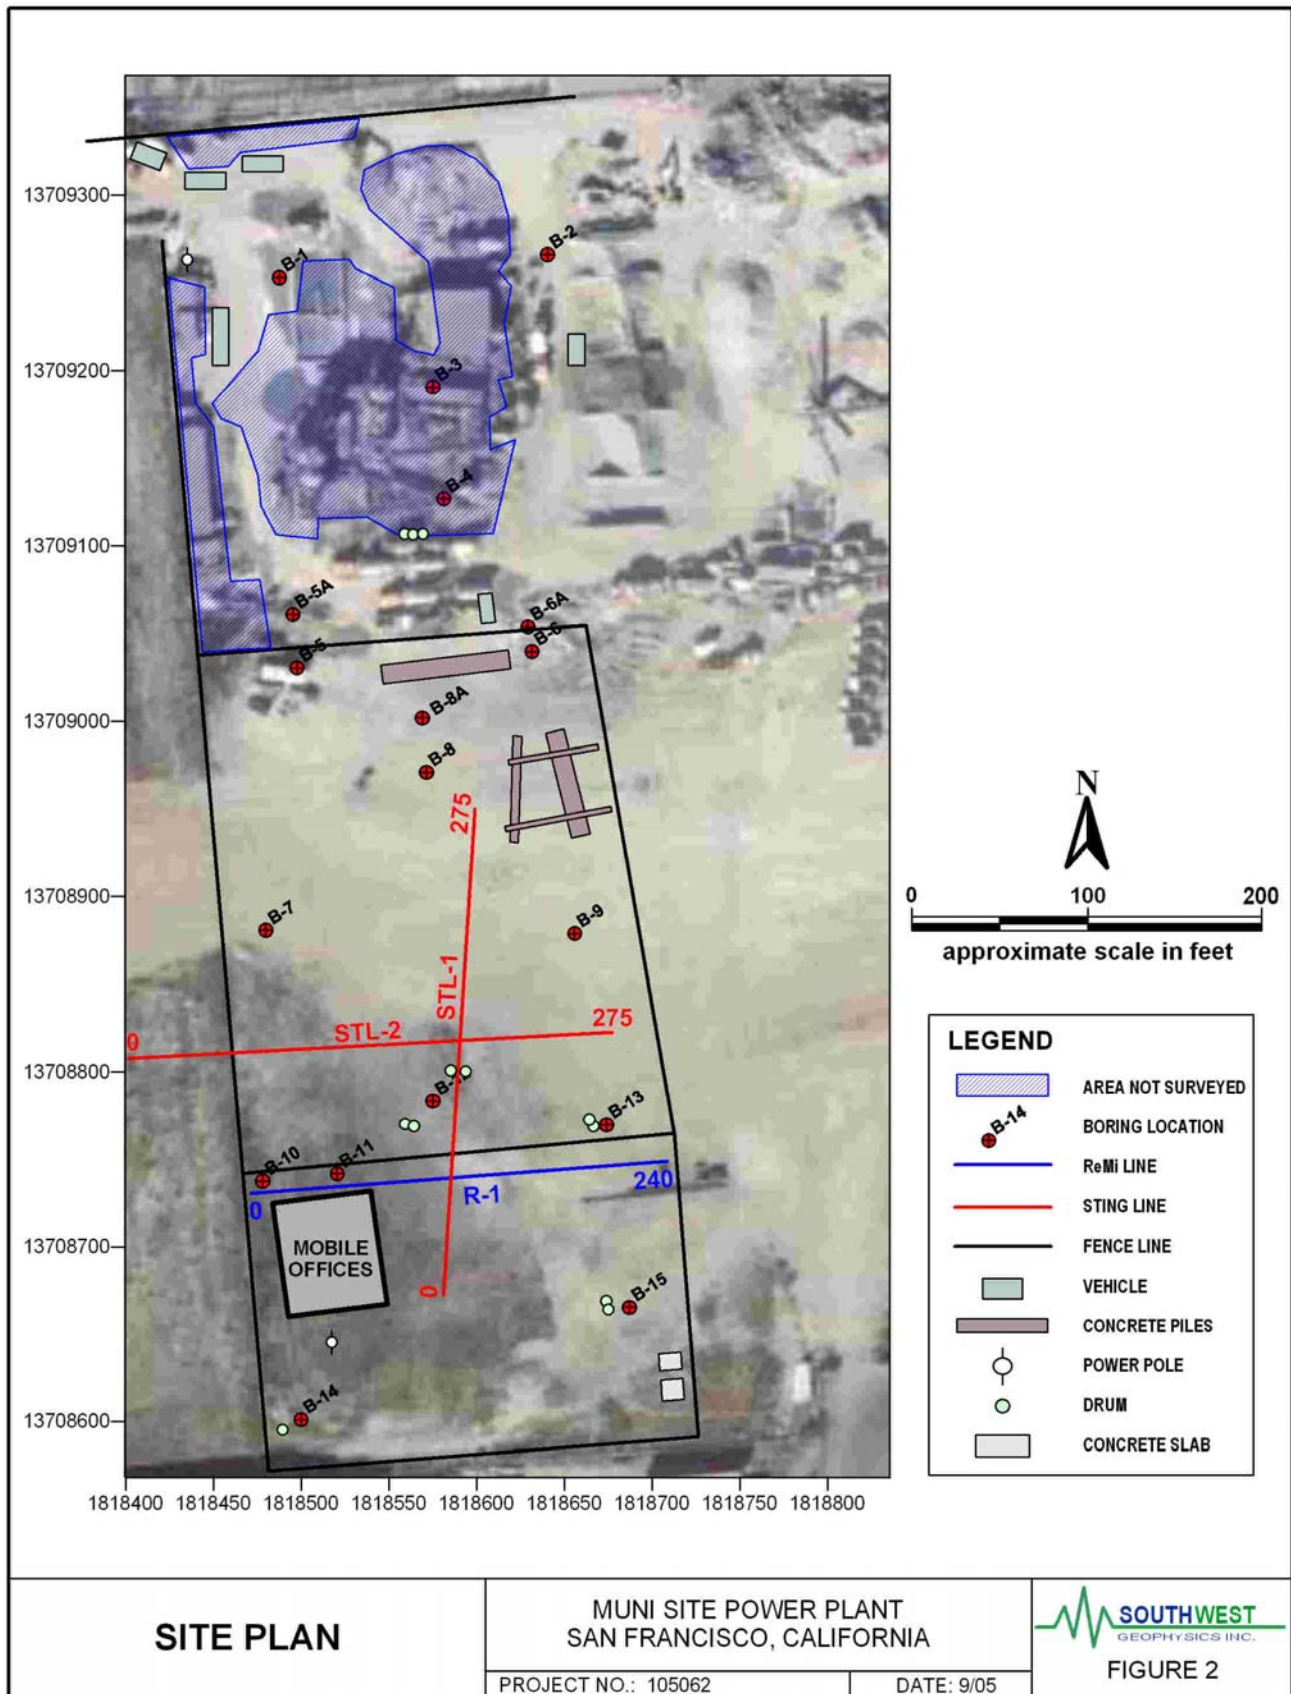 13709300
13709200
13709100
13709000
13708900
13708800
13708700
13708600
1818400 1818450 1818500 1818550 1818600 1818650 1818700 1818750 1818800
B-1
B-2
B-3
B-4
B-5A
B-6A
B-5
B-6
B-8A
B-8
275
B-7
B-9
STL-1
0
STL-2
275
B-13
B-10
B-11
0
R-1
240
MOBILE
OFFICES
0
B-15
B-14
N
0 100 200
approximate scale in feet
LEGEND
AREA NOT SURVEYED
B-14
BORING LOCATION
ReMi LINE
STING LINE
FENCE LINE
VEHICLE
CONCRETE PILES
POWER POLE
DRUM
CONCRETE SLAB
SITE PLAN
MUNI SITE POWER PLANT
SAN FRANCISCO, CALIFORNIA
PROJECT NO.: 105062
DATE: 9/05
SOUTHWEST
GEOPHYSICS INC.
FIGURE 2